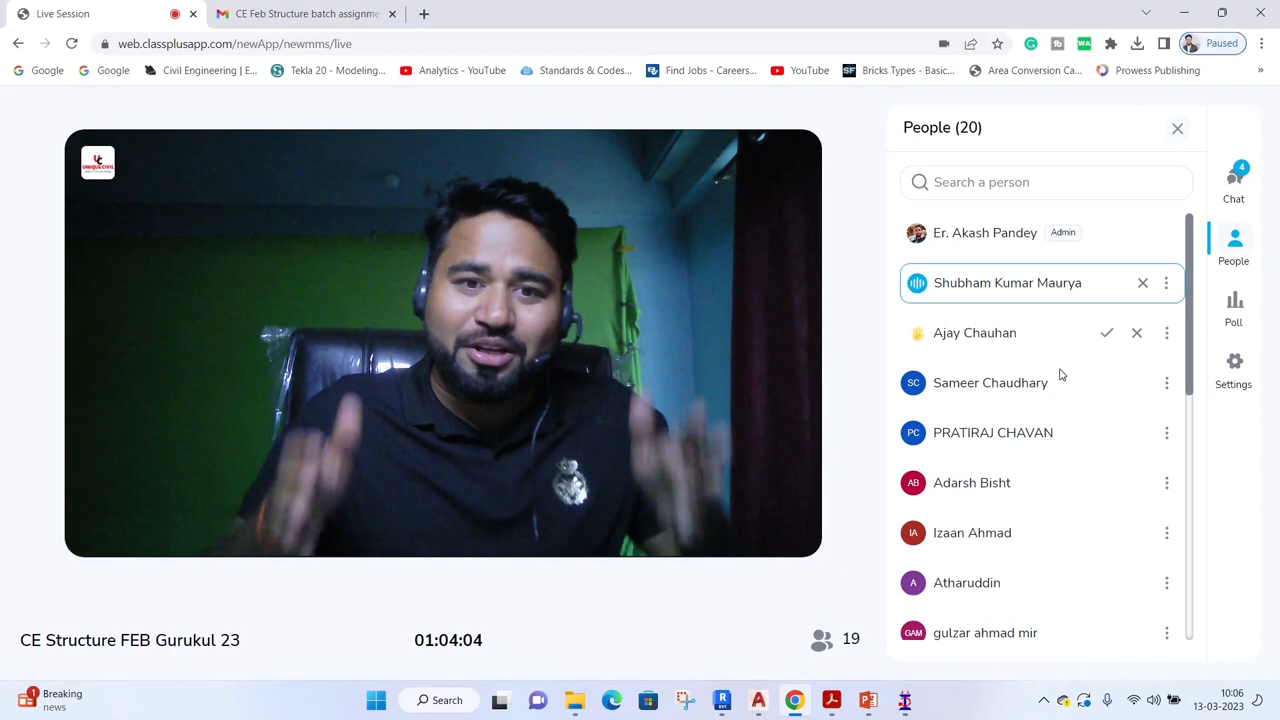 Live Session
CE Feb Structure batch assignme
web.classplusapp.com/newApp/newmms/live
Paused
Google
Google
Civil Engineering | E...
Tekla 20 - Modeling...
Analytics - YouTube
Standards & Codes...
Find Jobs - Careers...
YouTube
Bricks Types - Basic...
Area Conversion Ca...
Prowess Publishing
»
UNIQUE CIVIL
People (20)
Search a person
Er. Akash Pandey Admin
Shubham Kumar Maurya
Ajay Chauhan
SC Sameer Chaudhary
PC PRATIRAJ CHAVAN
AB Adarsh Bisht
IA Izaan Ahmad
A Atharuddin
GAM gulzar ahmad mir
4
Chat
People
Poll
Settings
CE Structure FEB Gurukul 23
01:04:04
19
1
Breaking
news
Search
10:06
13-03-2023